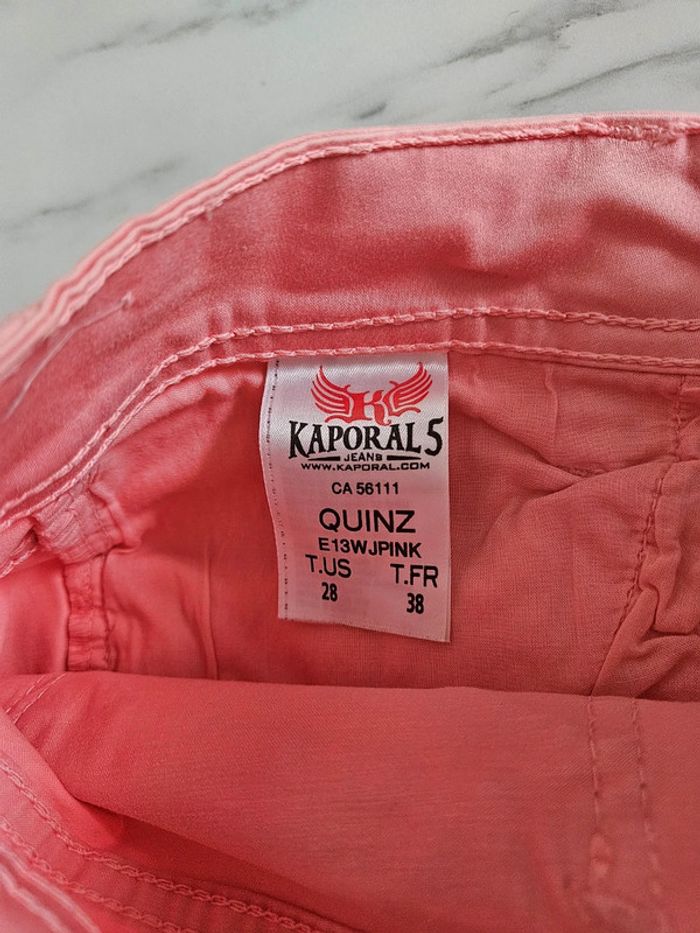 K
KAPORAL 5
JEANS
WWW.KAPORAL.COM
CA 56111
QUINZ
E13WJPINK
T.US T.FR
28 38